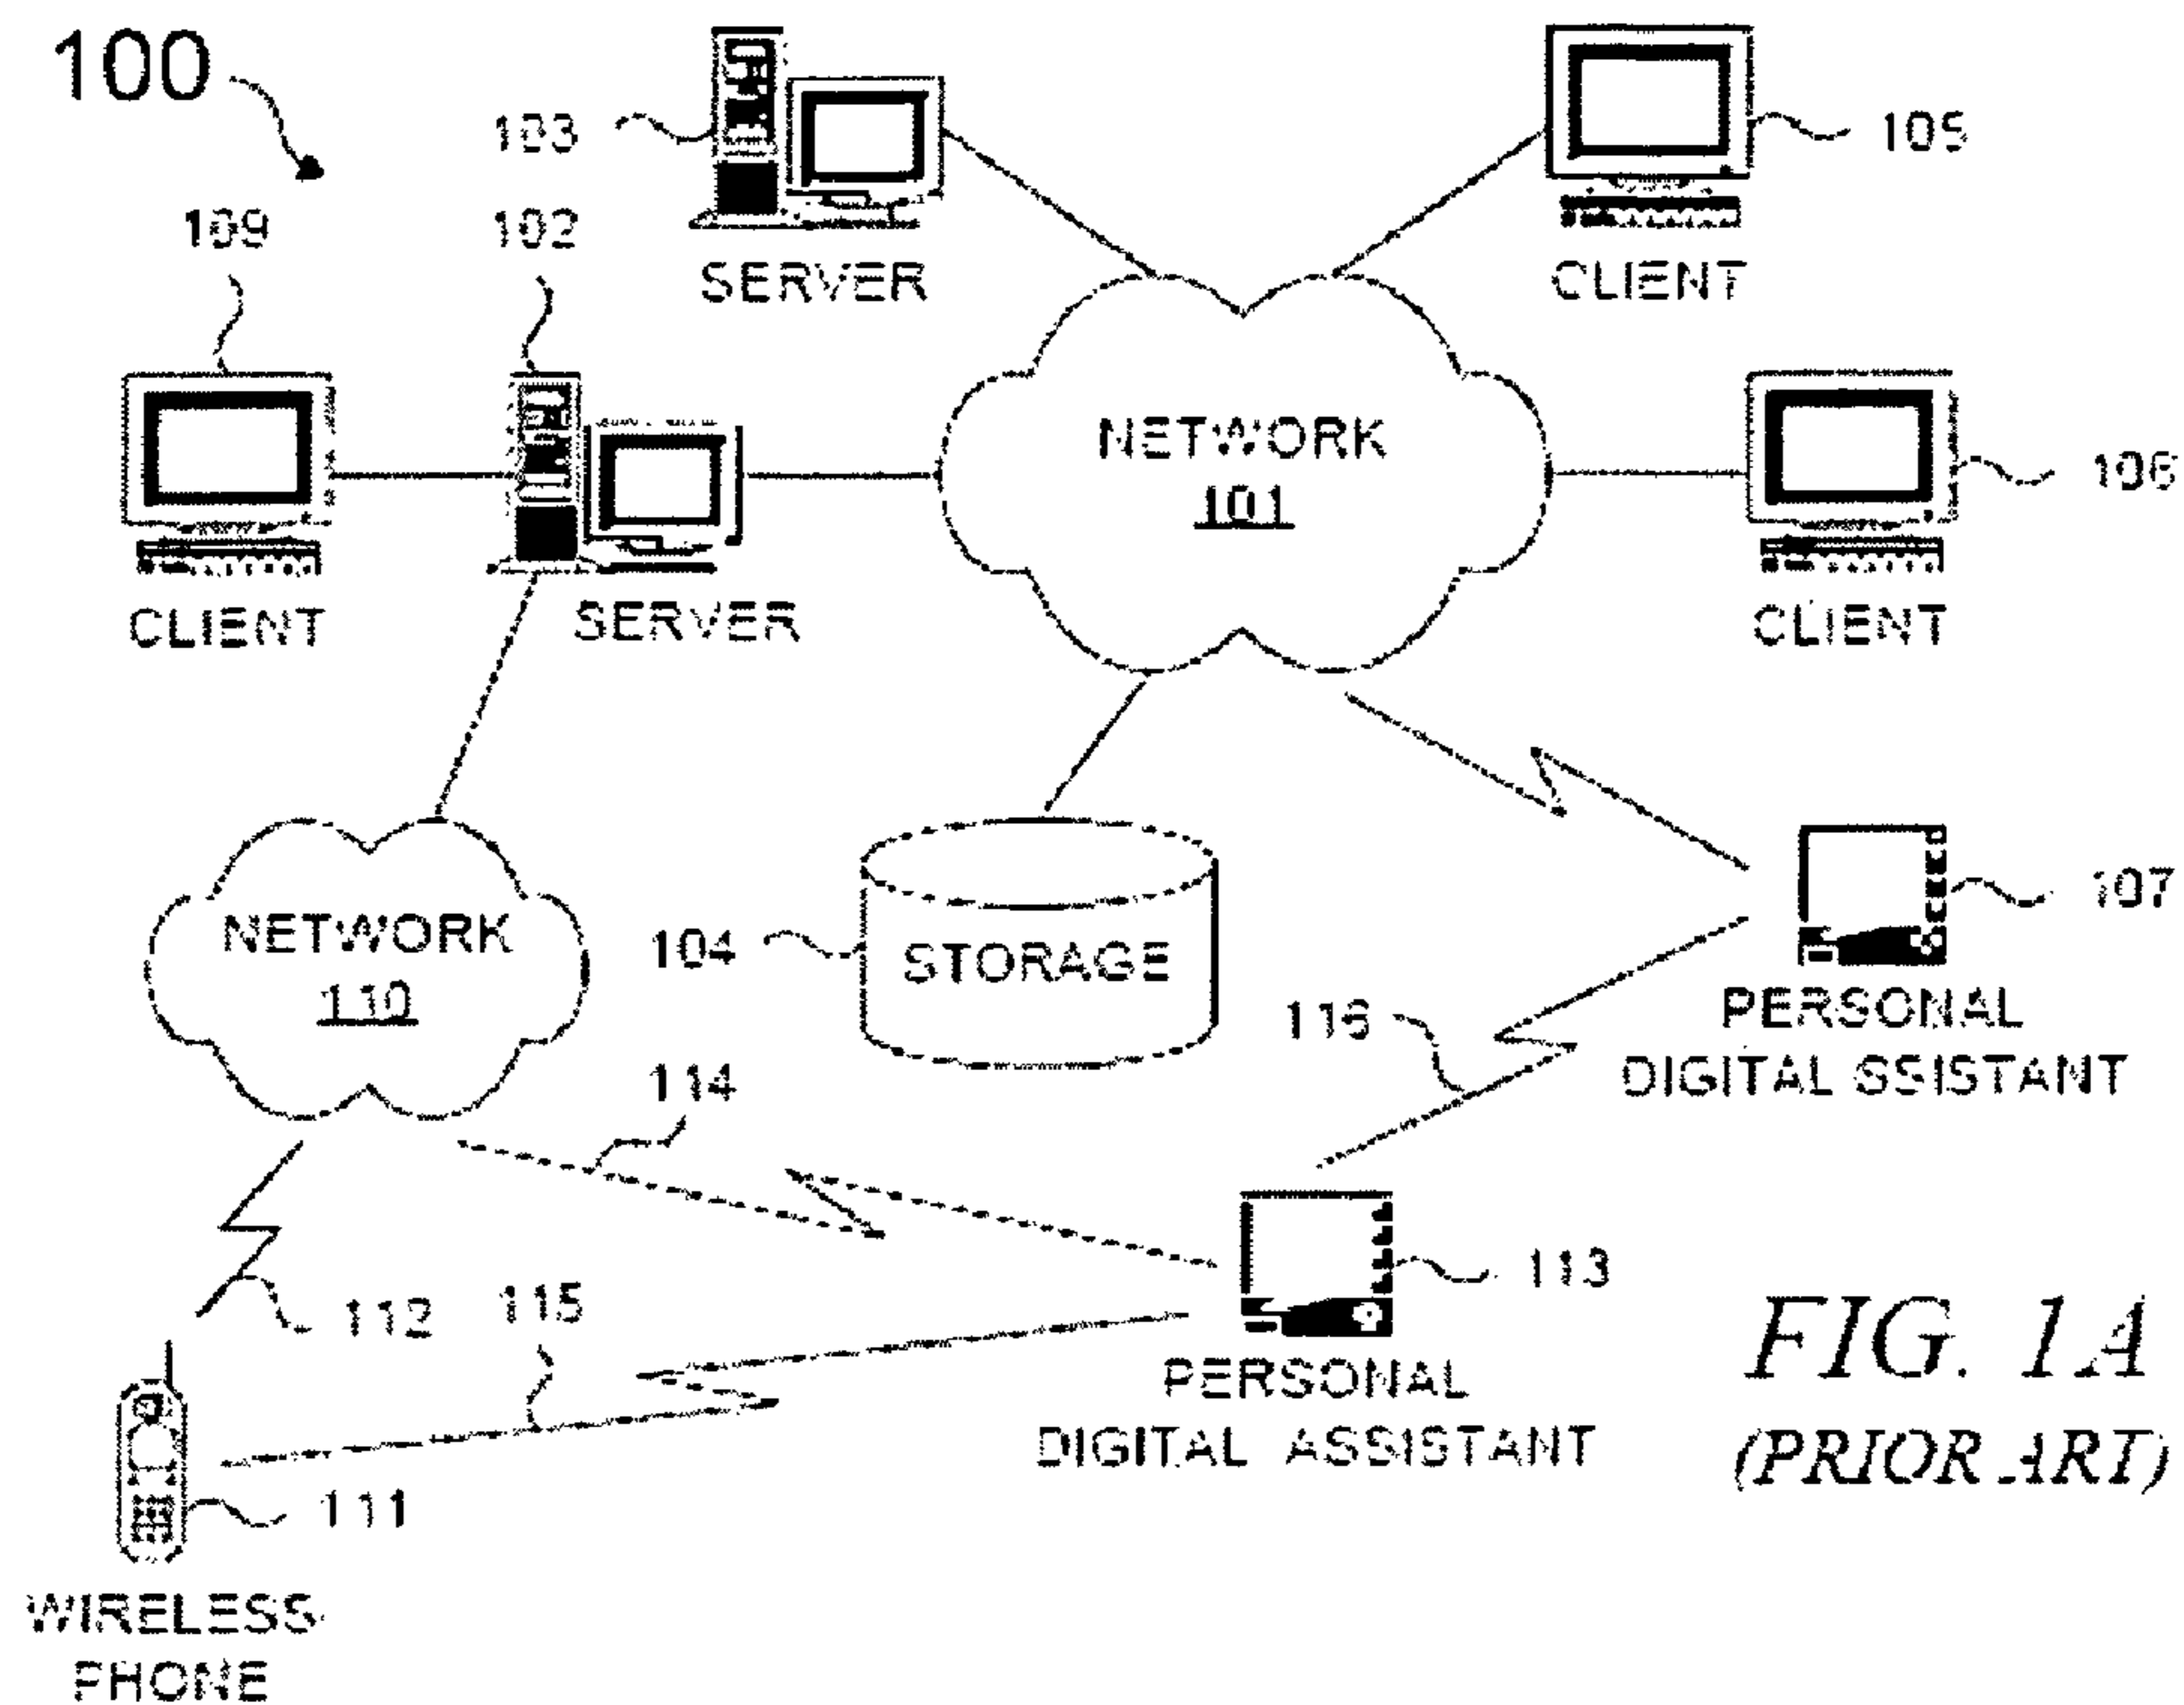 100
103
105
109
102
SERVER
CLIENT
NETWORK
101
106
CLIENT
SERVER
CLIENT
NETWORK
110
104
STORAGE
107
PERSONAL
DIGITAL SSISTANT
116
114
113
112
115
PERSONAL
DIGITAL ASSISTANT
111
WIRELESS
PHONE
FIG. 1A
(PRIOR ART)